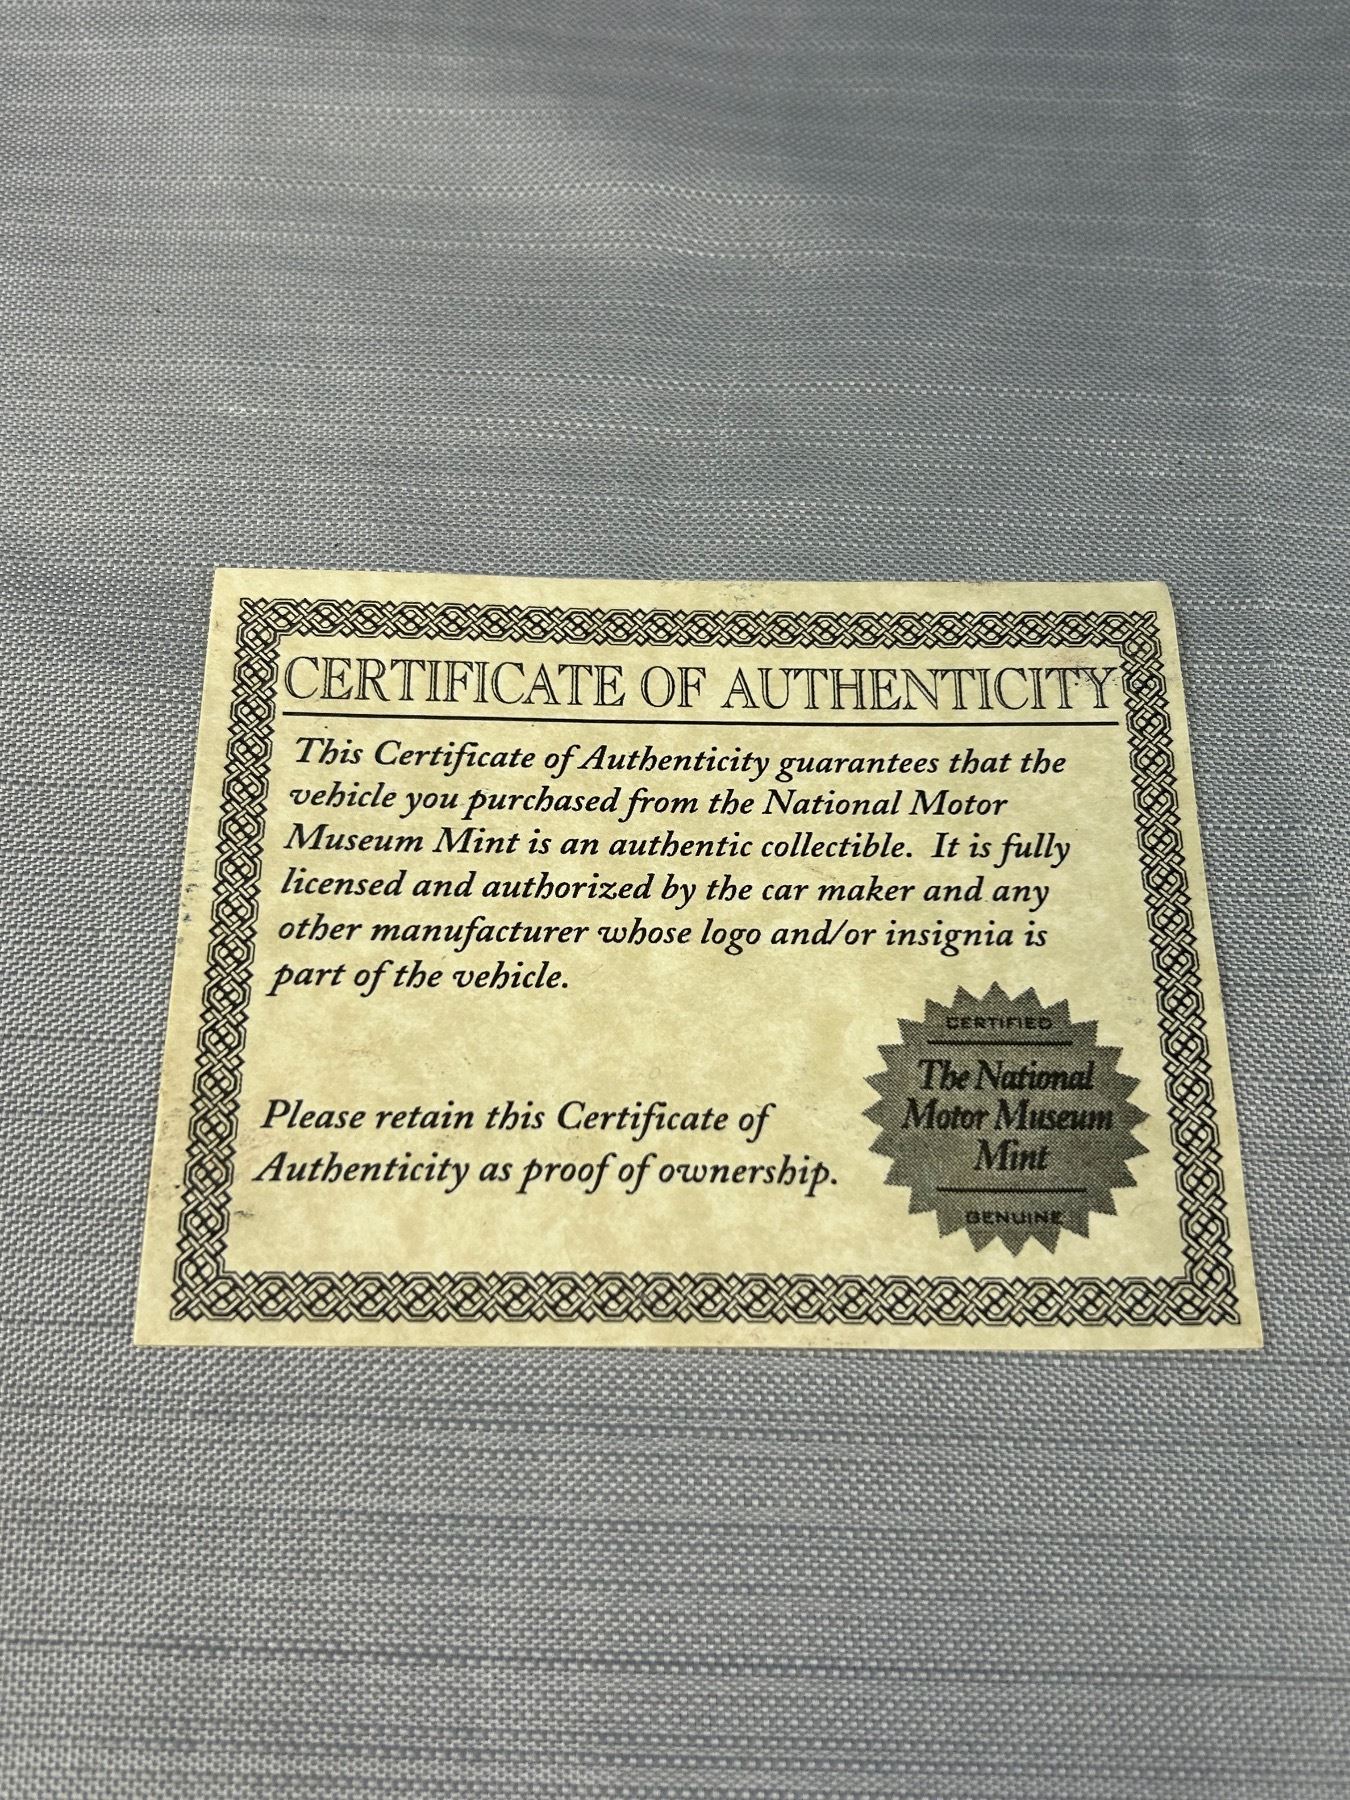 CERTIFICATE OF AUTHENTICITY
This Certificate of Authenticity guarantees that the
vehicle you purchased from the National Motor
Museum Mint is an authentic collectible.  It is fully
licensed and authorized by the car maker and any
other manufacturer whose logo and/or insignia is
part of the vehicle.
Please retain this Certificate of
Authenticity as proof of ownership.
CERTIFIED
The National
Motor Museum
Mint
GENUINE